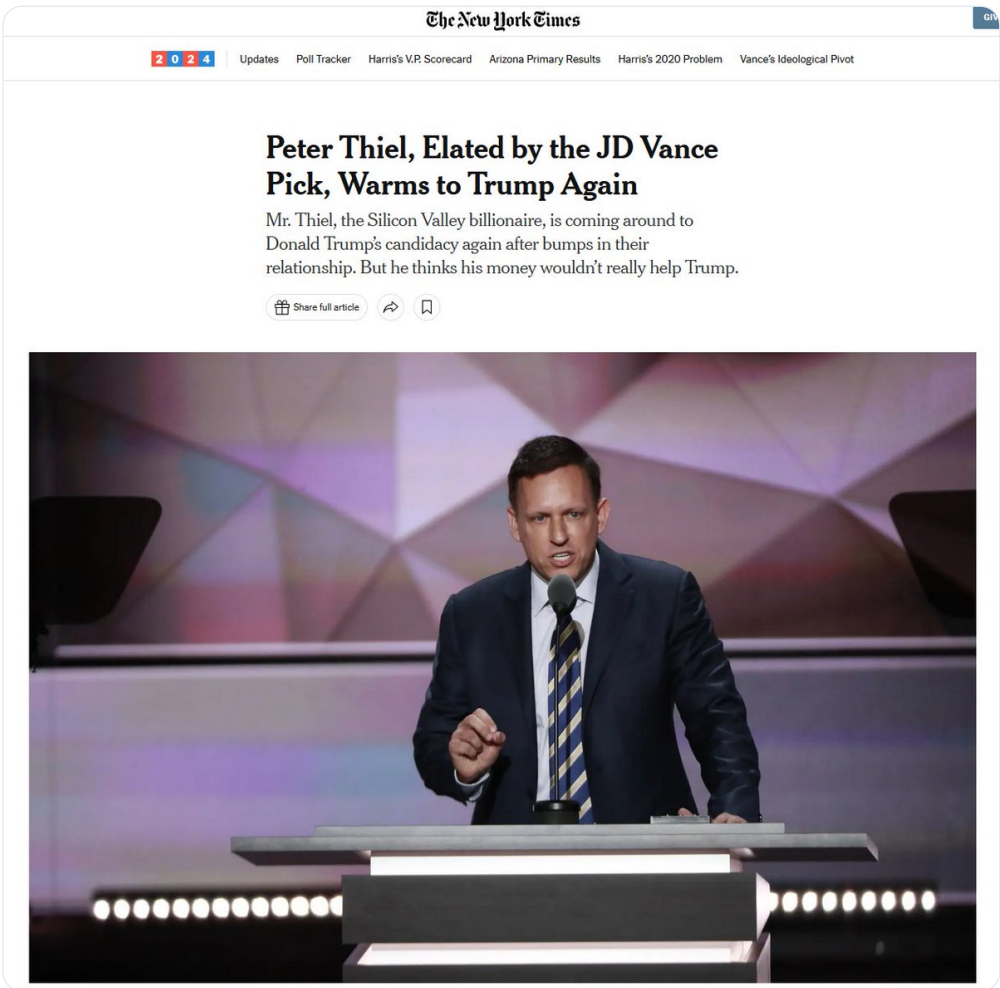 The New York Times
2024 Updates Poll Tracker Harris's V.P. Scorecard Arizona Primary Results Harris's 2020 Problem Vance's Ideological Pivot
Peter Thiel, Elated by the JD Vance
Pick, Warms to Trump Again
Mr. Thiel, the Silicon Valley billionaire, is coming around to
Donald Trump's candidacy again after bumps in their
relationship. But he thinks his money wouldn't really help Trump.
Share full article